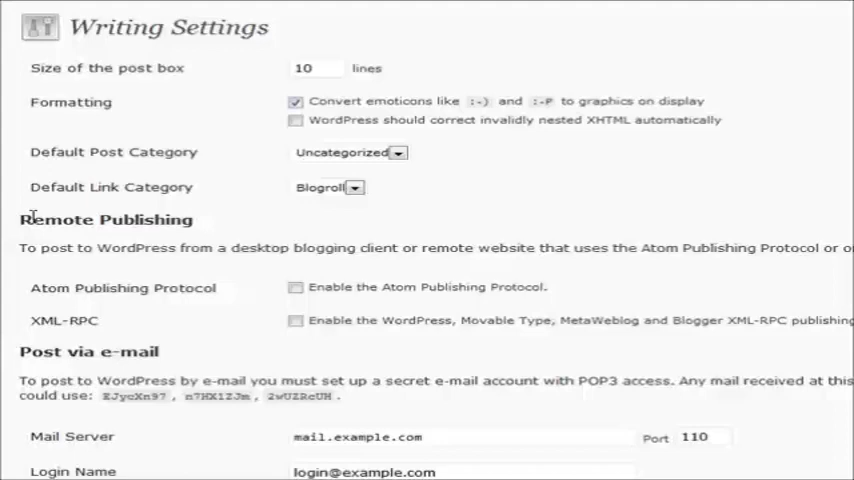 Writing Settings
Size of the post box 10 lines
Formatting Convert emoticons like :-) and :-P to graphics on display
WordPress should correct invalidly nested XHTML automatically
Default Post Category Uncategorized
Default Link Category Blogroll
Remote Publishing
To post to WordPress from a desktop blogging client or remote website that uses the Atom Publishing Protocol or o
Atom Publishing Protocol Enable the Atom Publishing Protocol.
XML-RPC Enable the WordPress, Movable Type, MetaWeblog and Blogger XML-RPC publishing
Post via e-mail
To post to WordPress by e-mail you must set up a secret e-mail account with POP3 access. Any mail received at this
could use: EJycXn97, n7HX1ZJm, 2wUZRcUH.
Mail Server mail.example.com Port 110
Login Name login@example.com